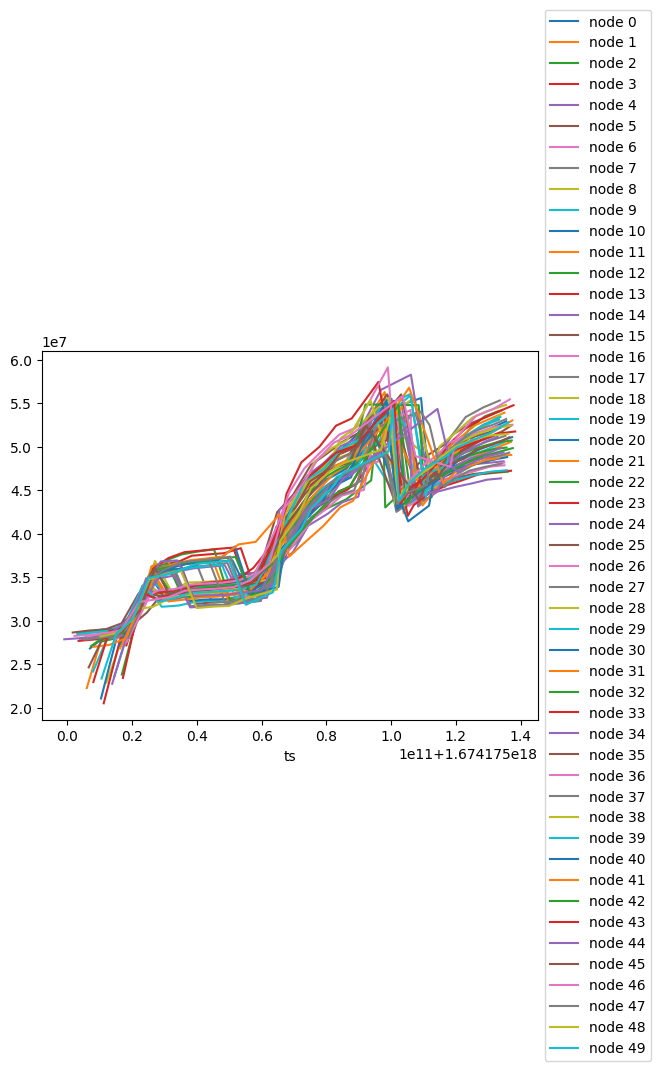 1e7
6.0
5.5
5.0
4.5
4.0
3.5
3.0
2.5
2.0
0.0 0.2 0.4 0.6 0.8 1.0 1.2 1.4
ts
1e11+1.674175e18
node 0
node 1
node 2
node 3
node 4
node 5
node 6
node 7
node 8
node 9
node 10
node 11
node 12
node 13
node 14
node 15
node 16
node 17
node 18
node 19
node 20
node 21
node 22
node 23
node 24
node 25
node 26
node 27
node 28
node 29
node 30
node 31
node 32
node 33
node 34
node 35
node 36
node 37
node 38
node 39
node 40
node 41
node 42
node 43
node 44
node 45
node 46
node 47
node 48
node 49